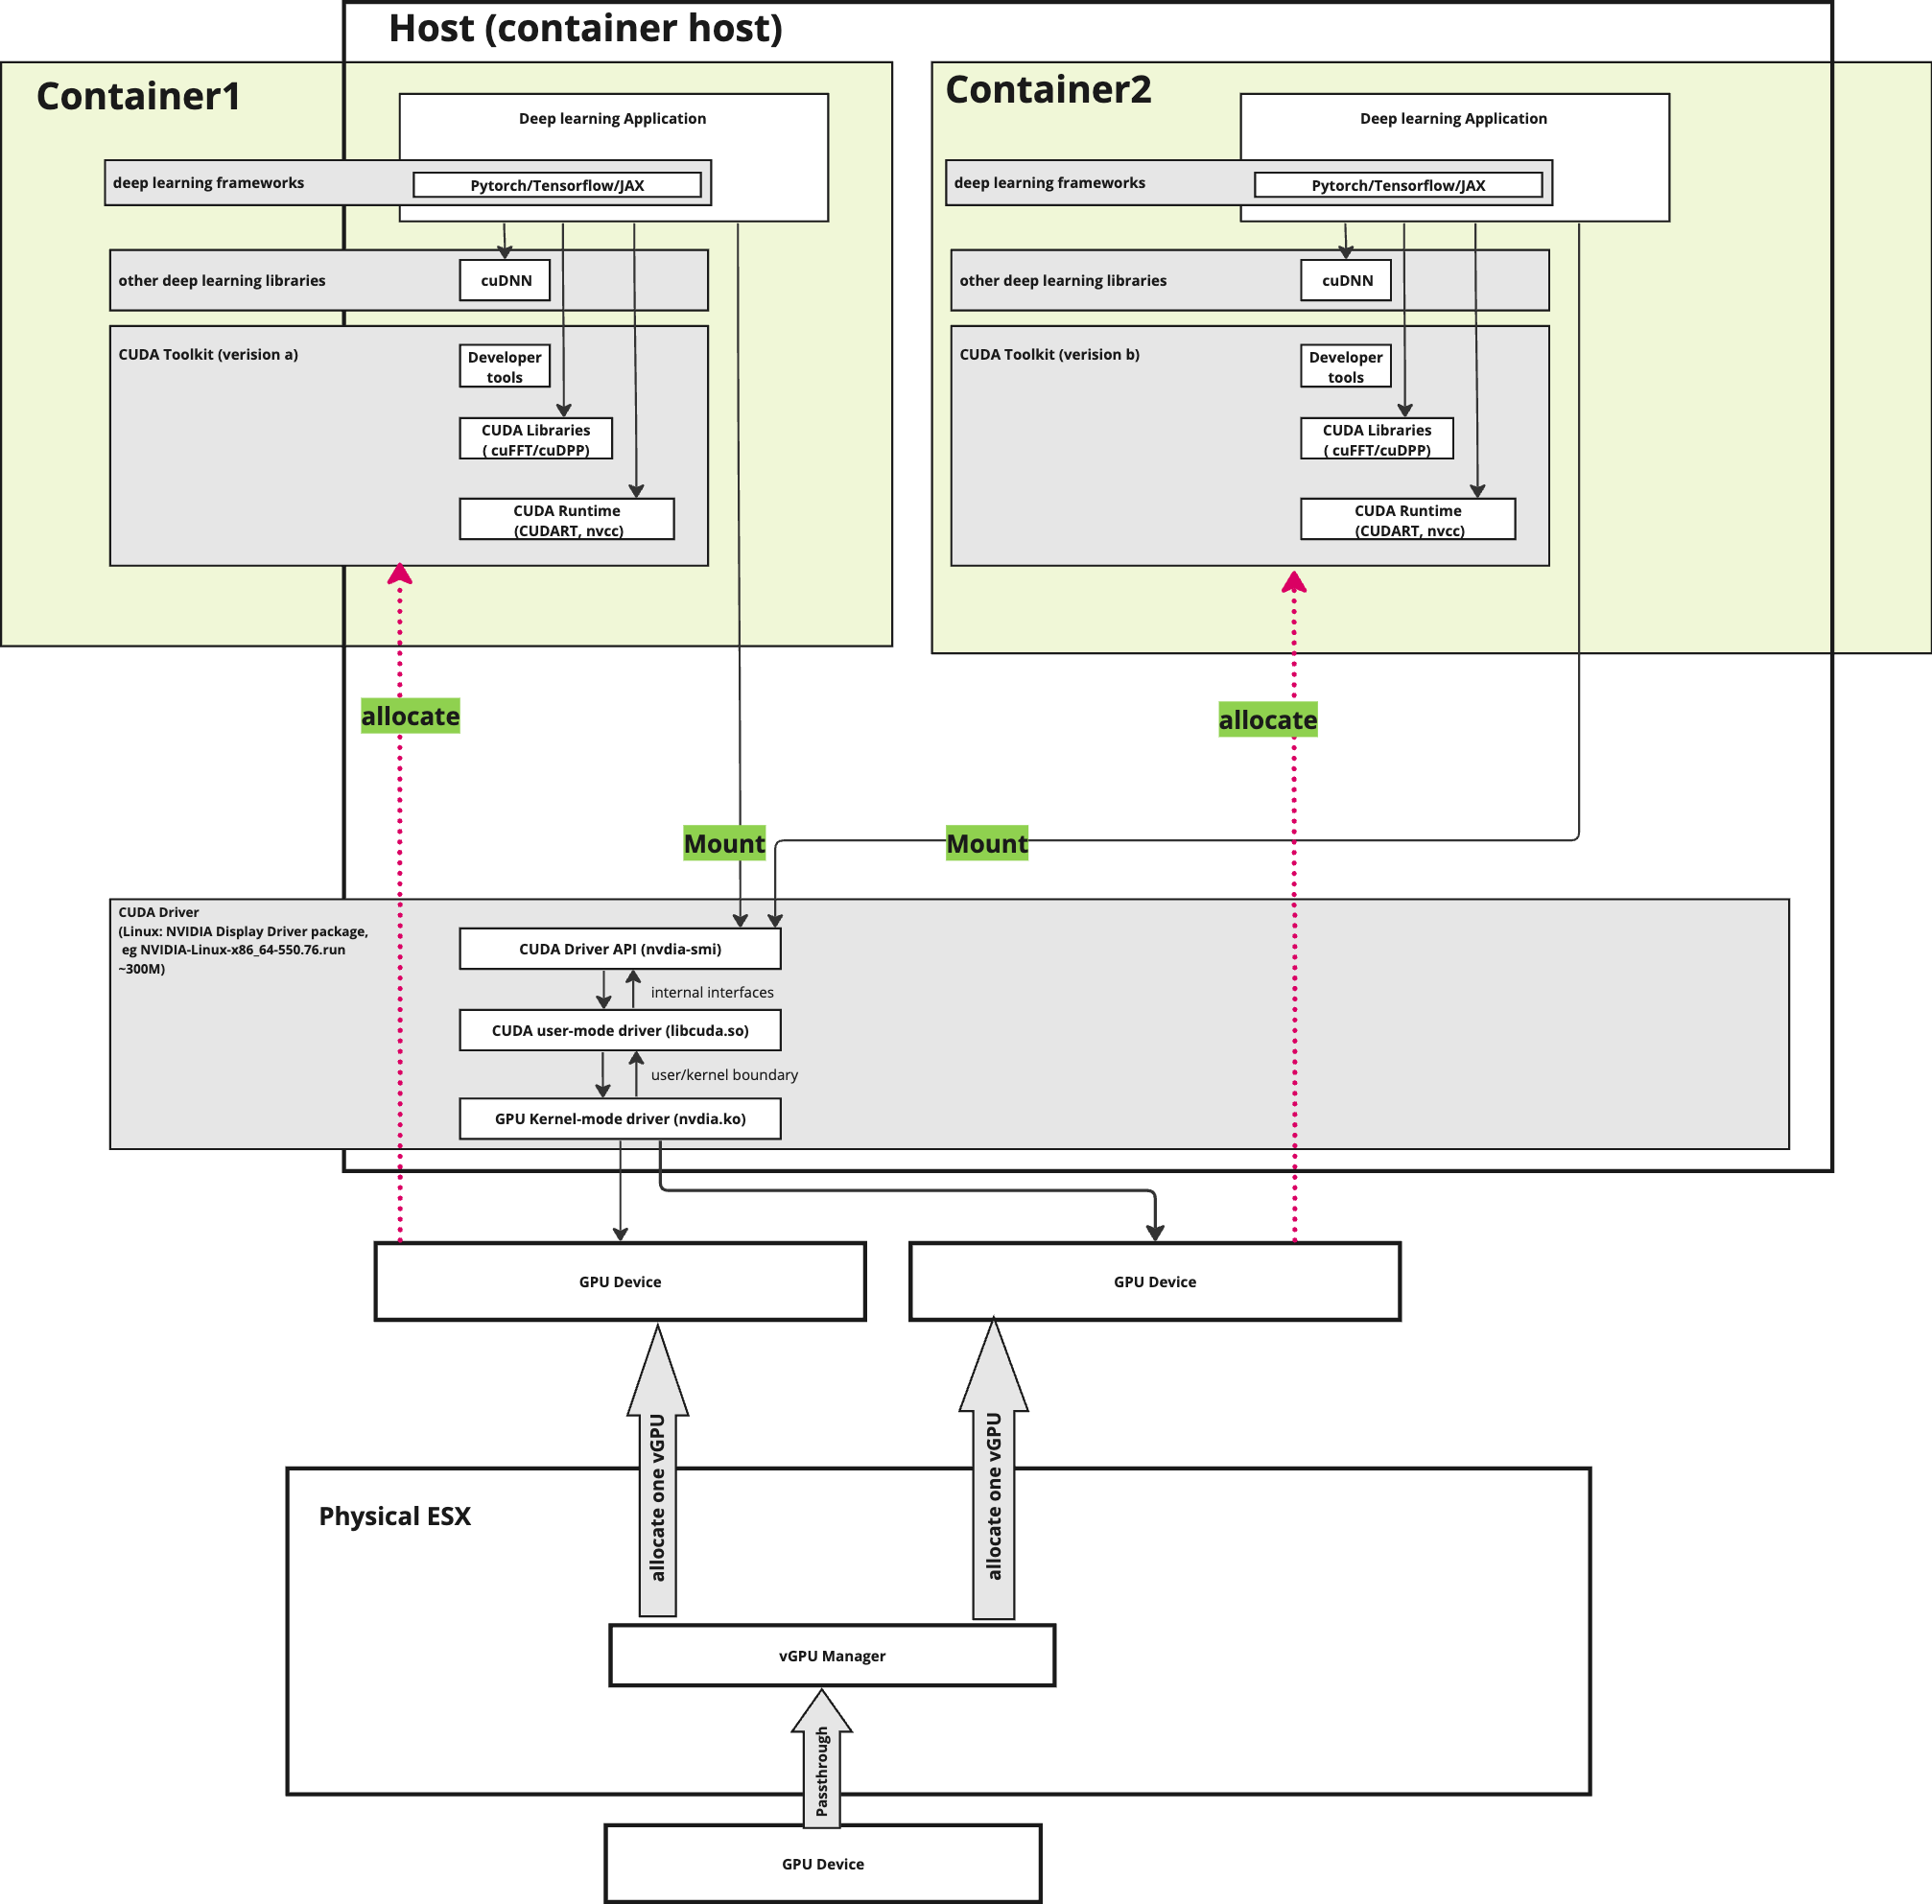 Host (container host)
Container1
Deep learning Application
deep learning frameworks
Pytorch/Tensorflow/JAX
other deep learning libraries
cuDNN
CUDA Toolkit (verision a)
Developer
tools
CUDA Libraries
( cuFFT/cuDPP)
CUDA Runtime
(CUDART, nvcc)
Container2
Deep learning Application
deep learning frameworks
Pytorch/Tensorflow/JAX
other deep learning libraries
cuDNN
CUDA Toolkit (verision b)
Developer
tools
CUDA Libraries
( cuFFT/cuDPP)
CUDA Runtime
(CUDART, nvcc)
allocate
allocate
Mount
Mount
CUDA Driver
(Linux: NVIDIA Display Driver package,
eg NVIDIA-Linux-x86_64-550.76.run
~300M)
CUDA Driver API (nvdia-smi)
internal interfaces
CUDA user-mode driver (libcuda.so)
user/kernel boundary
GPU Kernel-mode driver (nvdia.ko)
GPU Device
GPU Device
allocate one vGPU
allocate one vGPU
Physical ESX
vGPU Manager
Passthrough
GPU Device